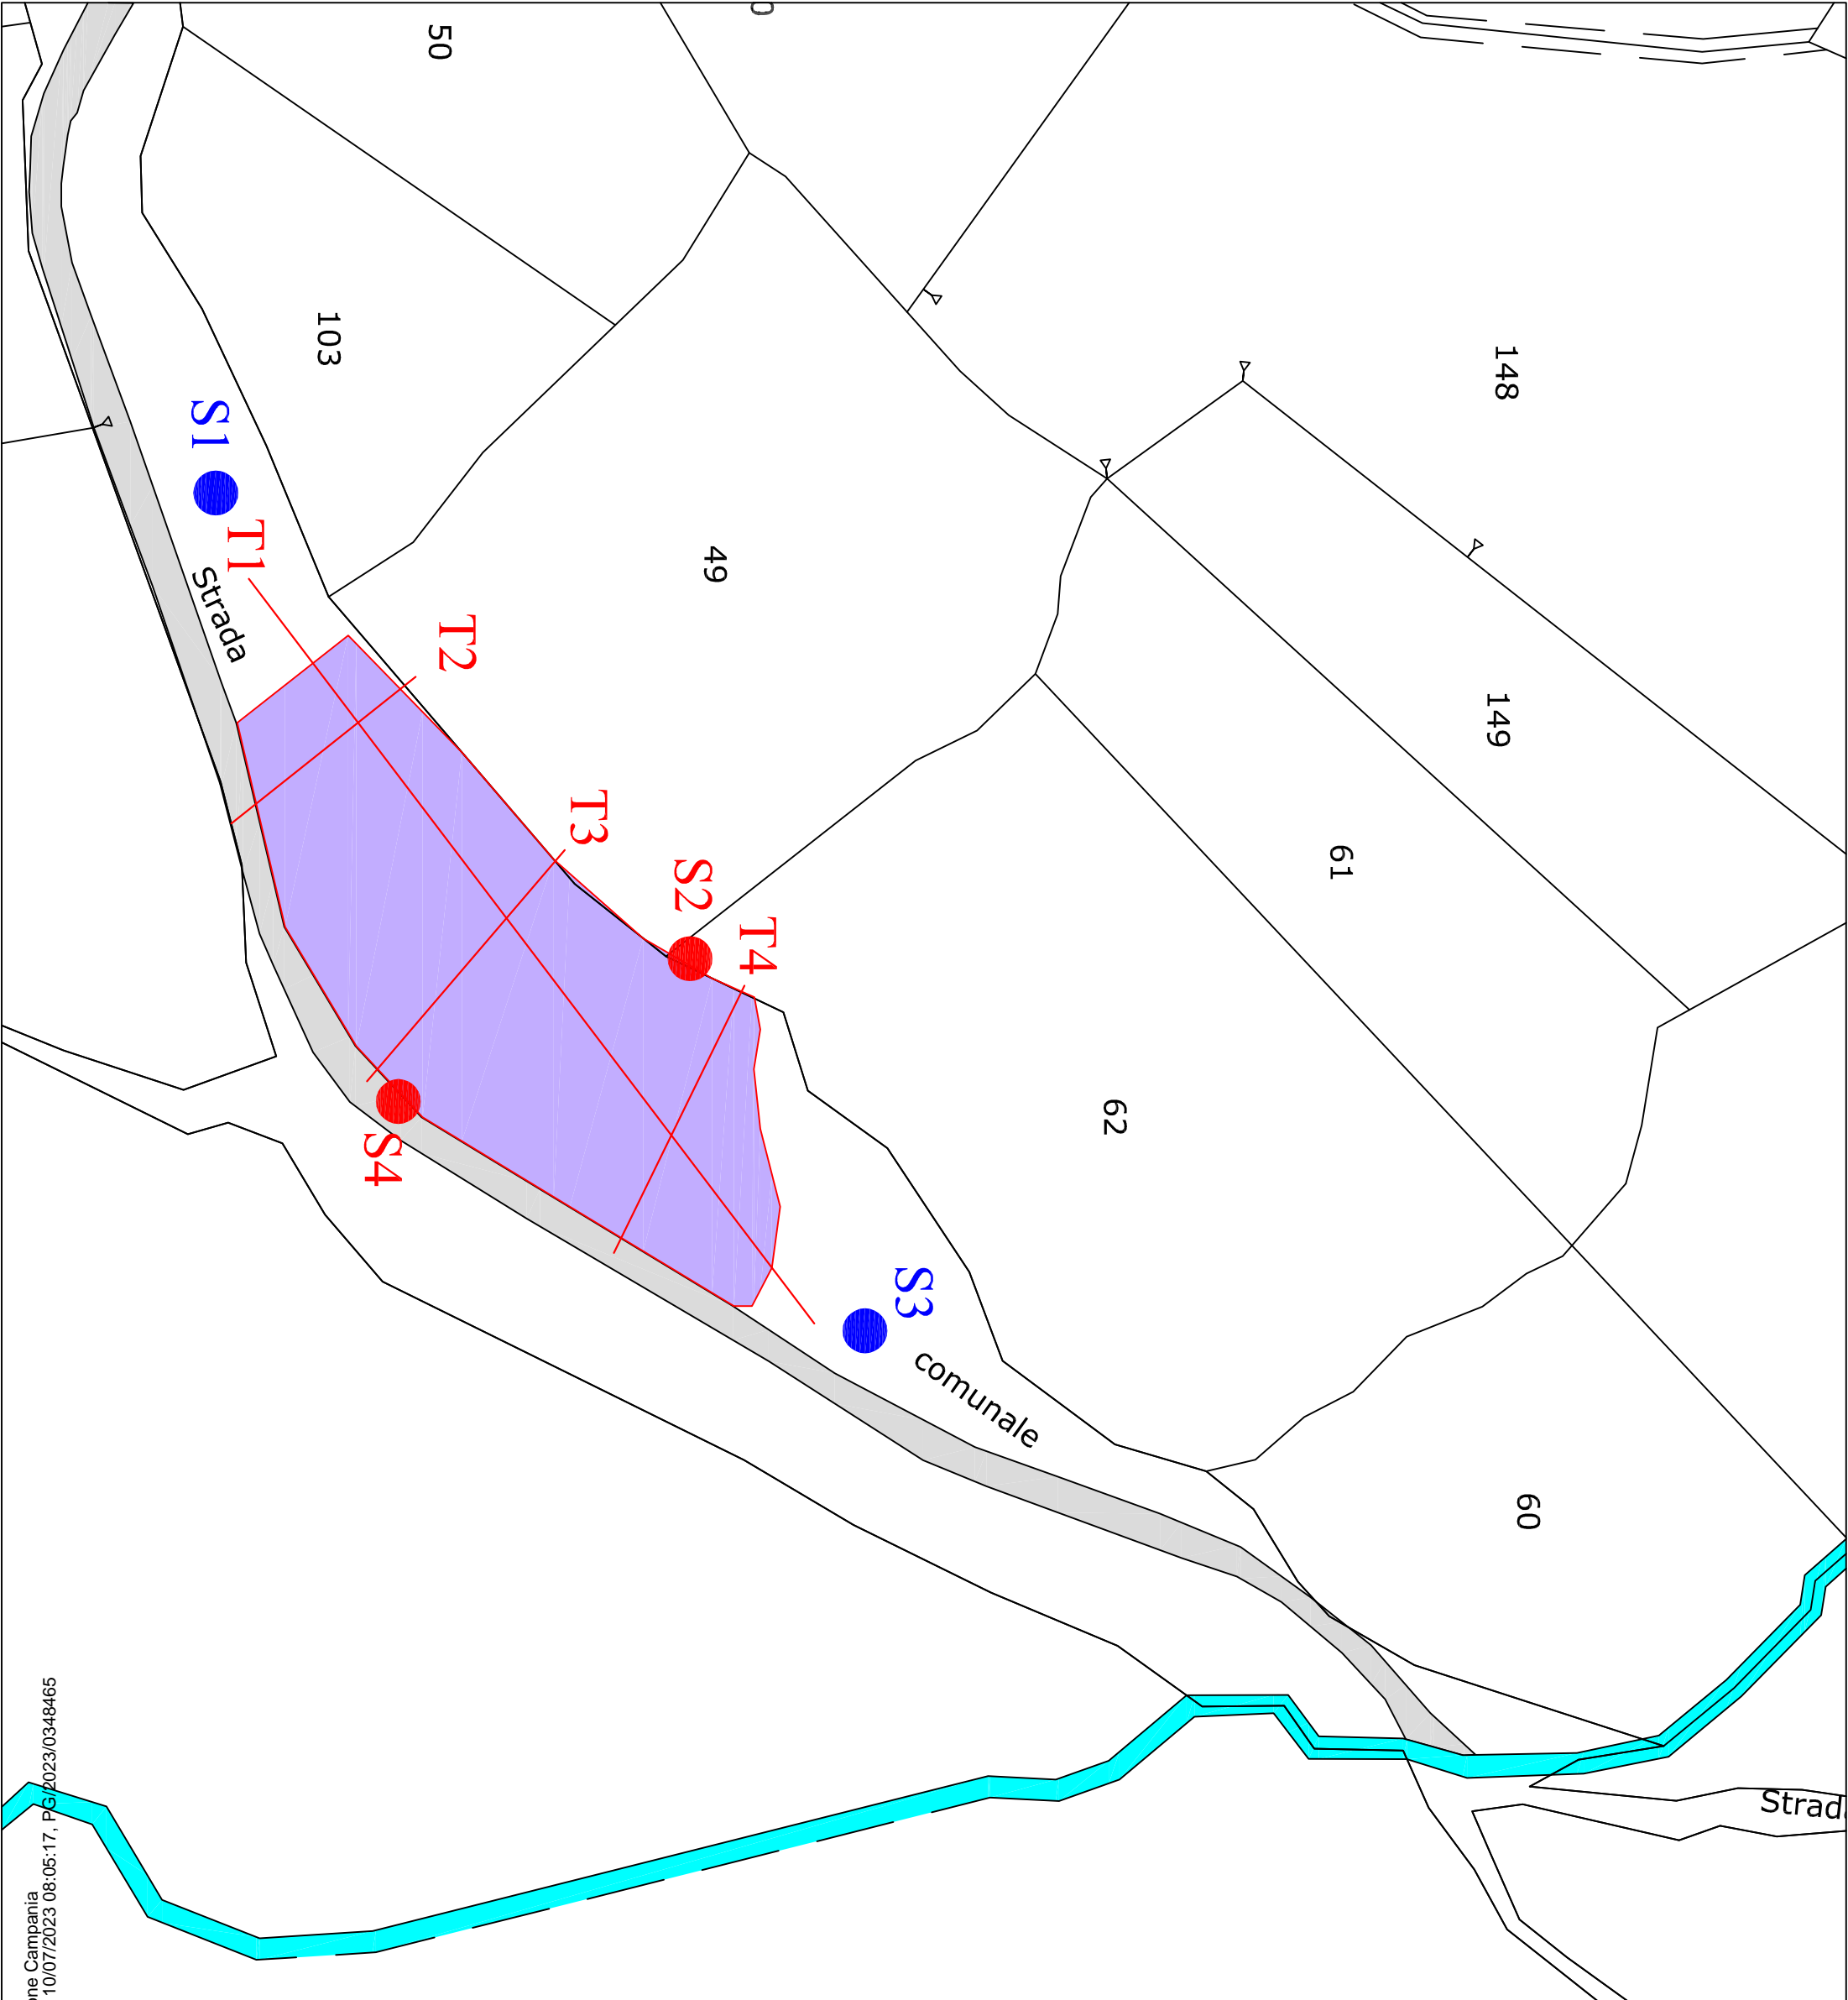 50
103
148
S1
T1
49
Strada
T2
149
T3
61
S2
T4
62
S4
S3
comunale
60
Strad
one Campania
10/07/2023 08:05:17, PG/2023/0348465